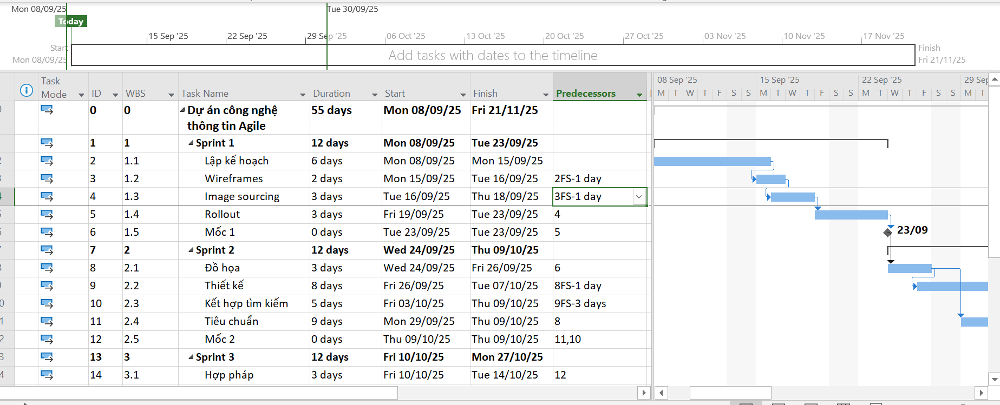 Mon 08/09/25
Tue 30/09/25
Today
15 Sep '25 22 Sep '25 29 Sep '25 06 Oct '25 13 Oct '25 20 Oct '25 27 Oct '25 03 Nov '25 10 Nov '25 17 Nov '25
Start
Mon 08/09/25
Add tasks with dates to the timeline
Finish
Fri 21/11/25
Task Mode ID WBS Task Name Duration Start Finish Predecessors
08 Sep '25 15 Sep '25 22 Sep '25 29 Sep
M T W T F S S M T W T F S S M T W T F S S M T
0 0 Dự án công nghệ thông tin Agile 55 days Mon 08/09/25 Fri 21/11/25
1 1 Sprint 1 12 days Mon 08/09/25 Tue 23/09/25
2 1.1 Lập kế hoạch 6 days Mon 08/09/25 Mon 15/09/25
3 1.2 Wireframes 2 days Mon 15/09/25 Tue 16/09/25 2FS-1 day
4 1.3 Image sourcing 3 days Tue 16/09/25 Thu 18/09/25 3FS-1 day
5 1.4 Rollout 3 days Fri 19/09/25 Tue 23/09/25 4
6 1.5 Mốc 1 0 days Tue 23/09/25 Tue 23/09/25 5
23/09
7 2 Sprint 2 12 days Wed 24/09/25 Thu 09/10/25
8 2.1 Đồ họa 3 days Wed 24/09/25 Fri 26/09/25 6
9 2.2 Thiết kế 8 days Fri 26/09/25 Tue 07/10/25 8FS-1 day
10 2.3 Kết hợp tìm kiếm 5 days Fri 03/10/25 Thu 09/10/25 9FS-3 days
11 2.4 Tiêu chuẩn 9 days Mon 29/09/25 Thu 09/10/25 8
12 2.5 Mốc 2 0 days Thu 09/10/25 Thu 09/10/25 11,10
13 3 Sprint 3 12 days Fri 10/10/25 Mon 27/10/25
14 3.1 Hợp pháp 3 days Fri 10/10/25 Tue 14/10/25 12